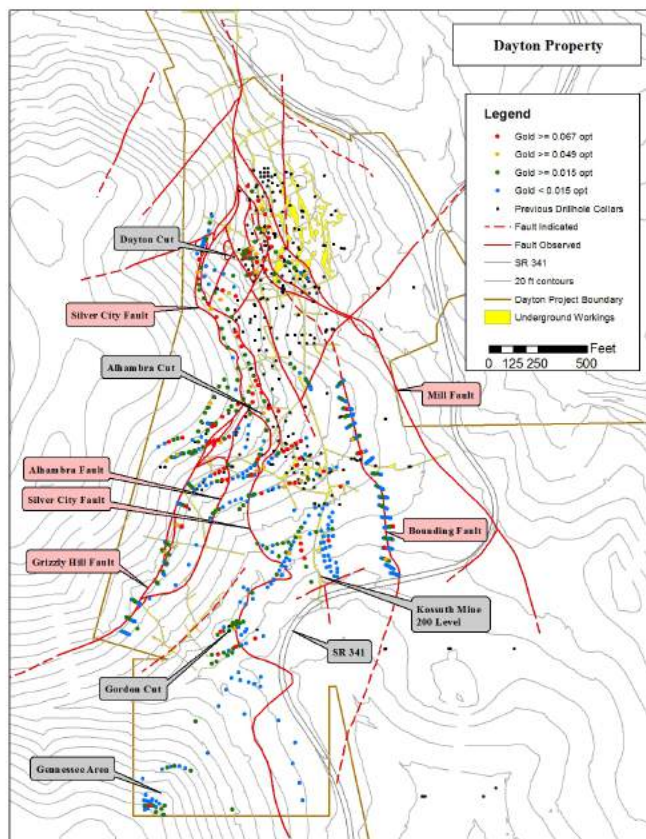 Dayton Property
Legend
Gold >= 0.067 opt
Gold >= 0.049 opt
Gold >= 0.015 opt
Gold < 0.015 opt
Previous Drillhole Collars
Fault Indicated
Fault Observed
SR 341
20 ft contours
Dayton Project Boundary
Underground Workings
Feet
0 125 250 500
Dayton Cut
Silver City Fault
Alhambra Cut
Mill Fault
Alhambra Fault
Silver City Fault
Bounding Fault
Grizzly Hill Fault
Kossuth Mine
200 Level
SR 341
Gordon Cut
Gennessee Area